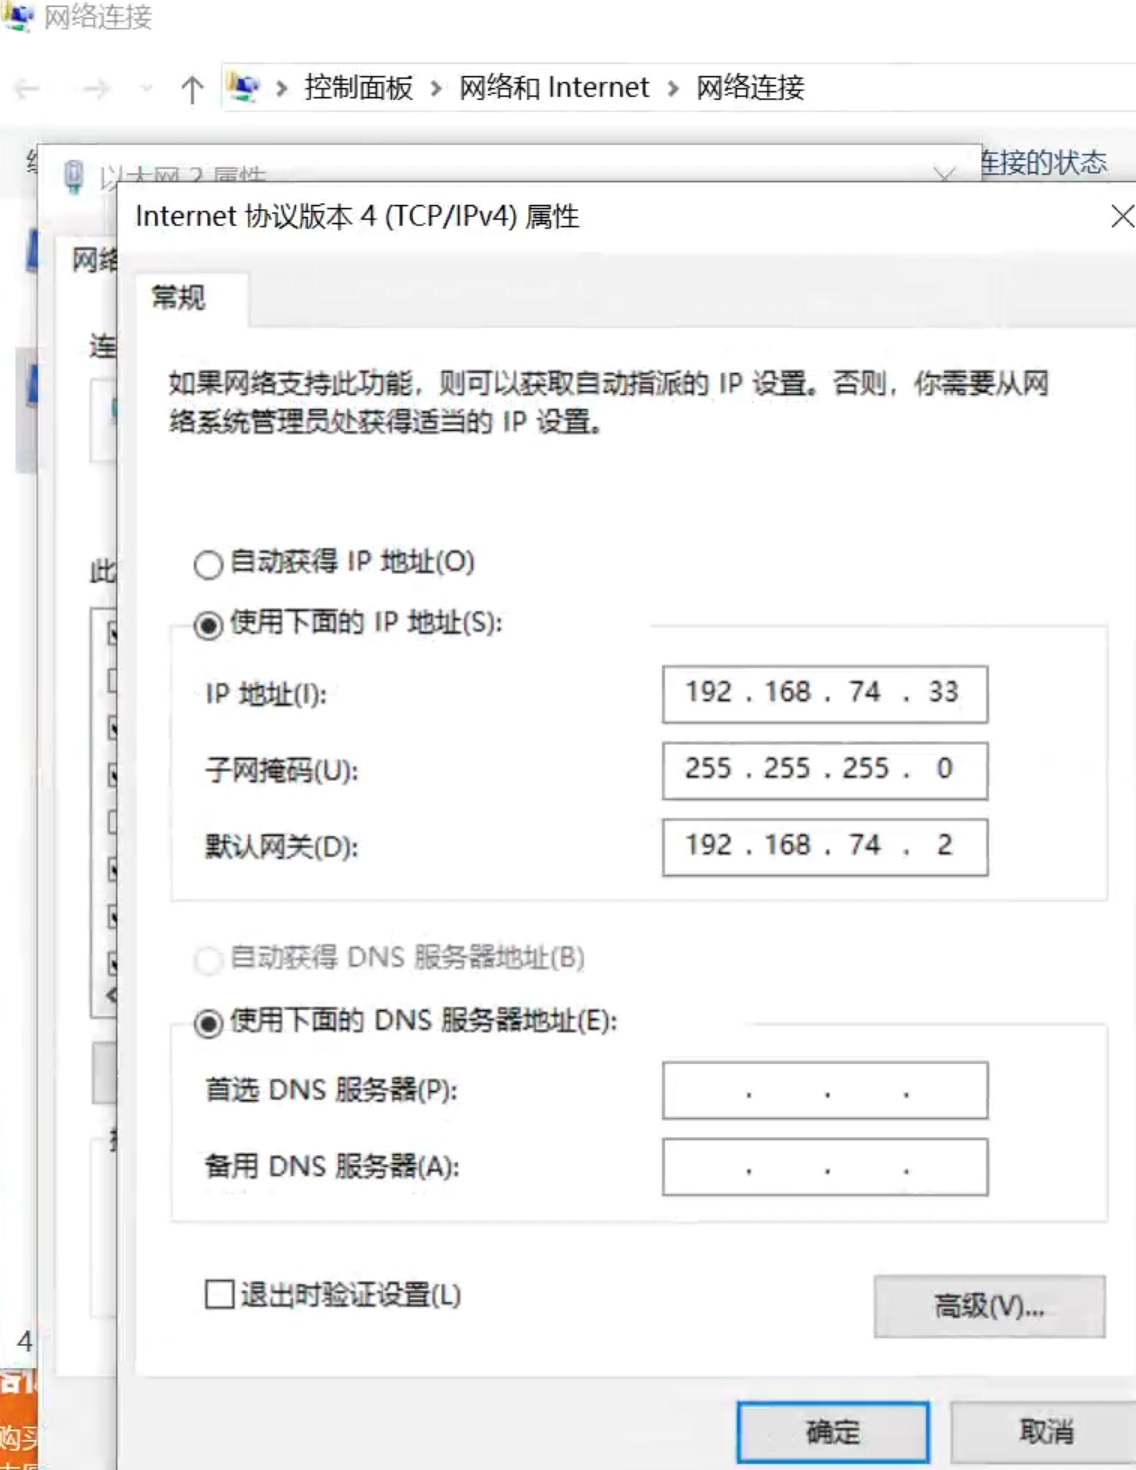 网络连接
控制面板 > 网络和 Internet > 网络连接
连接的状态
以太网 2 属性
Internet 协议版本 4 (TCP/IPv4) 属性
网络
常规
连
如果网络支持此功能，则可以获取自动指派的 IP 设置。否则，你需要从网
络系统管理员处获得适当的 IP 设置。
自动获得 IP 地址(O)
此
使用下面的 IP 地址(S):
IP 地址(I): 192 . 168 . 74 . 33
子网掩码(U): 255 . 255 . 255 . 0
默认网关(D): 192 . 168 . 74 . 2
自动获得 DNS 服务器地址(B)
使用下面的 DNS 服务器地址(E):
首选 DNS 服务器(P): . . .
备用 DNS 服务器(A): . . .
退出时验证设置(L)
高级(V)...
4
确定 取消
购买